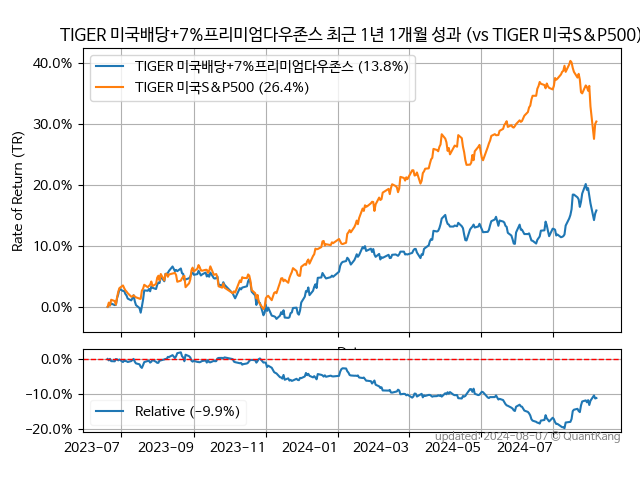 TIGER 미국배당+7%프리미엄다우존스 최근 1년 1개월 성과 (vs TIGER 미국S&P500)
40.0%
30.0%
20.0%
10.0%
0.0%
Rate of Return (TR)
TIGER 미국배당+7%프리미엄다우존스 (13.8%)
TIGER 미국S&P500 (26.4%)
0.0%
−10.0%
−20.0%
Relative (−9.9%)
2023-07 2023-09 2023-11 2024-01 2024-03 2024-05 2024-07
updated: 2024-08-07 © QuantKang